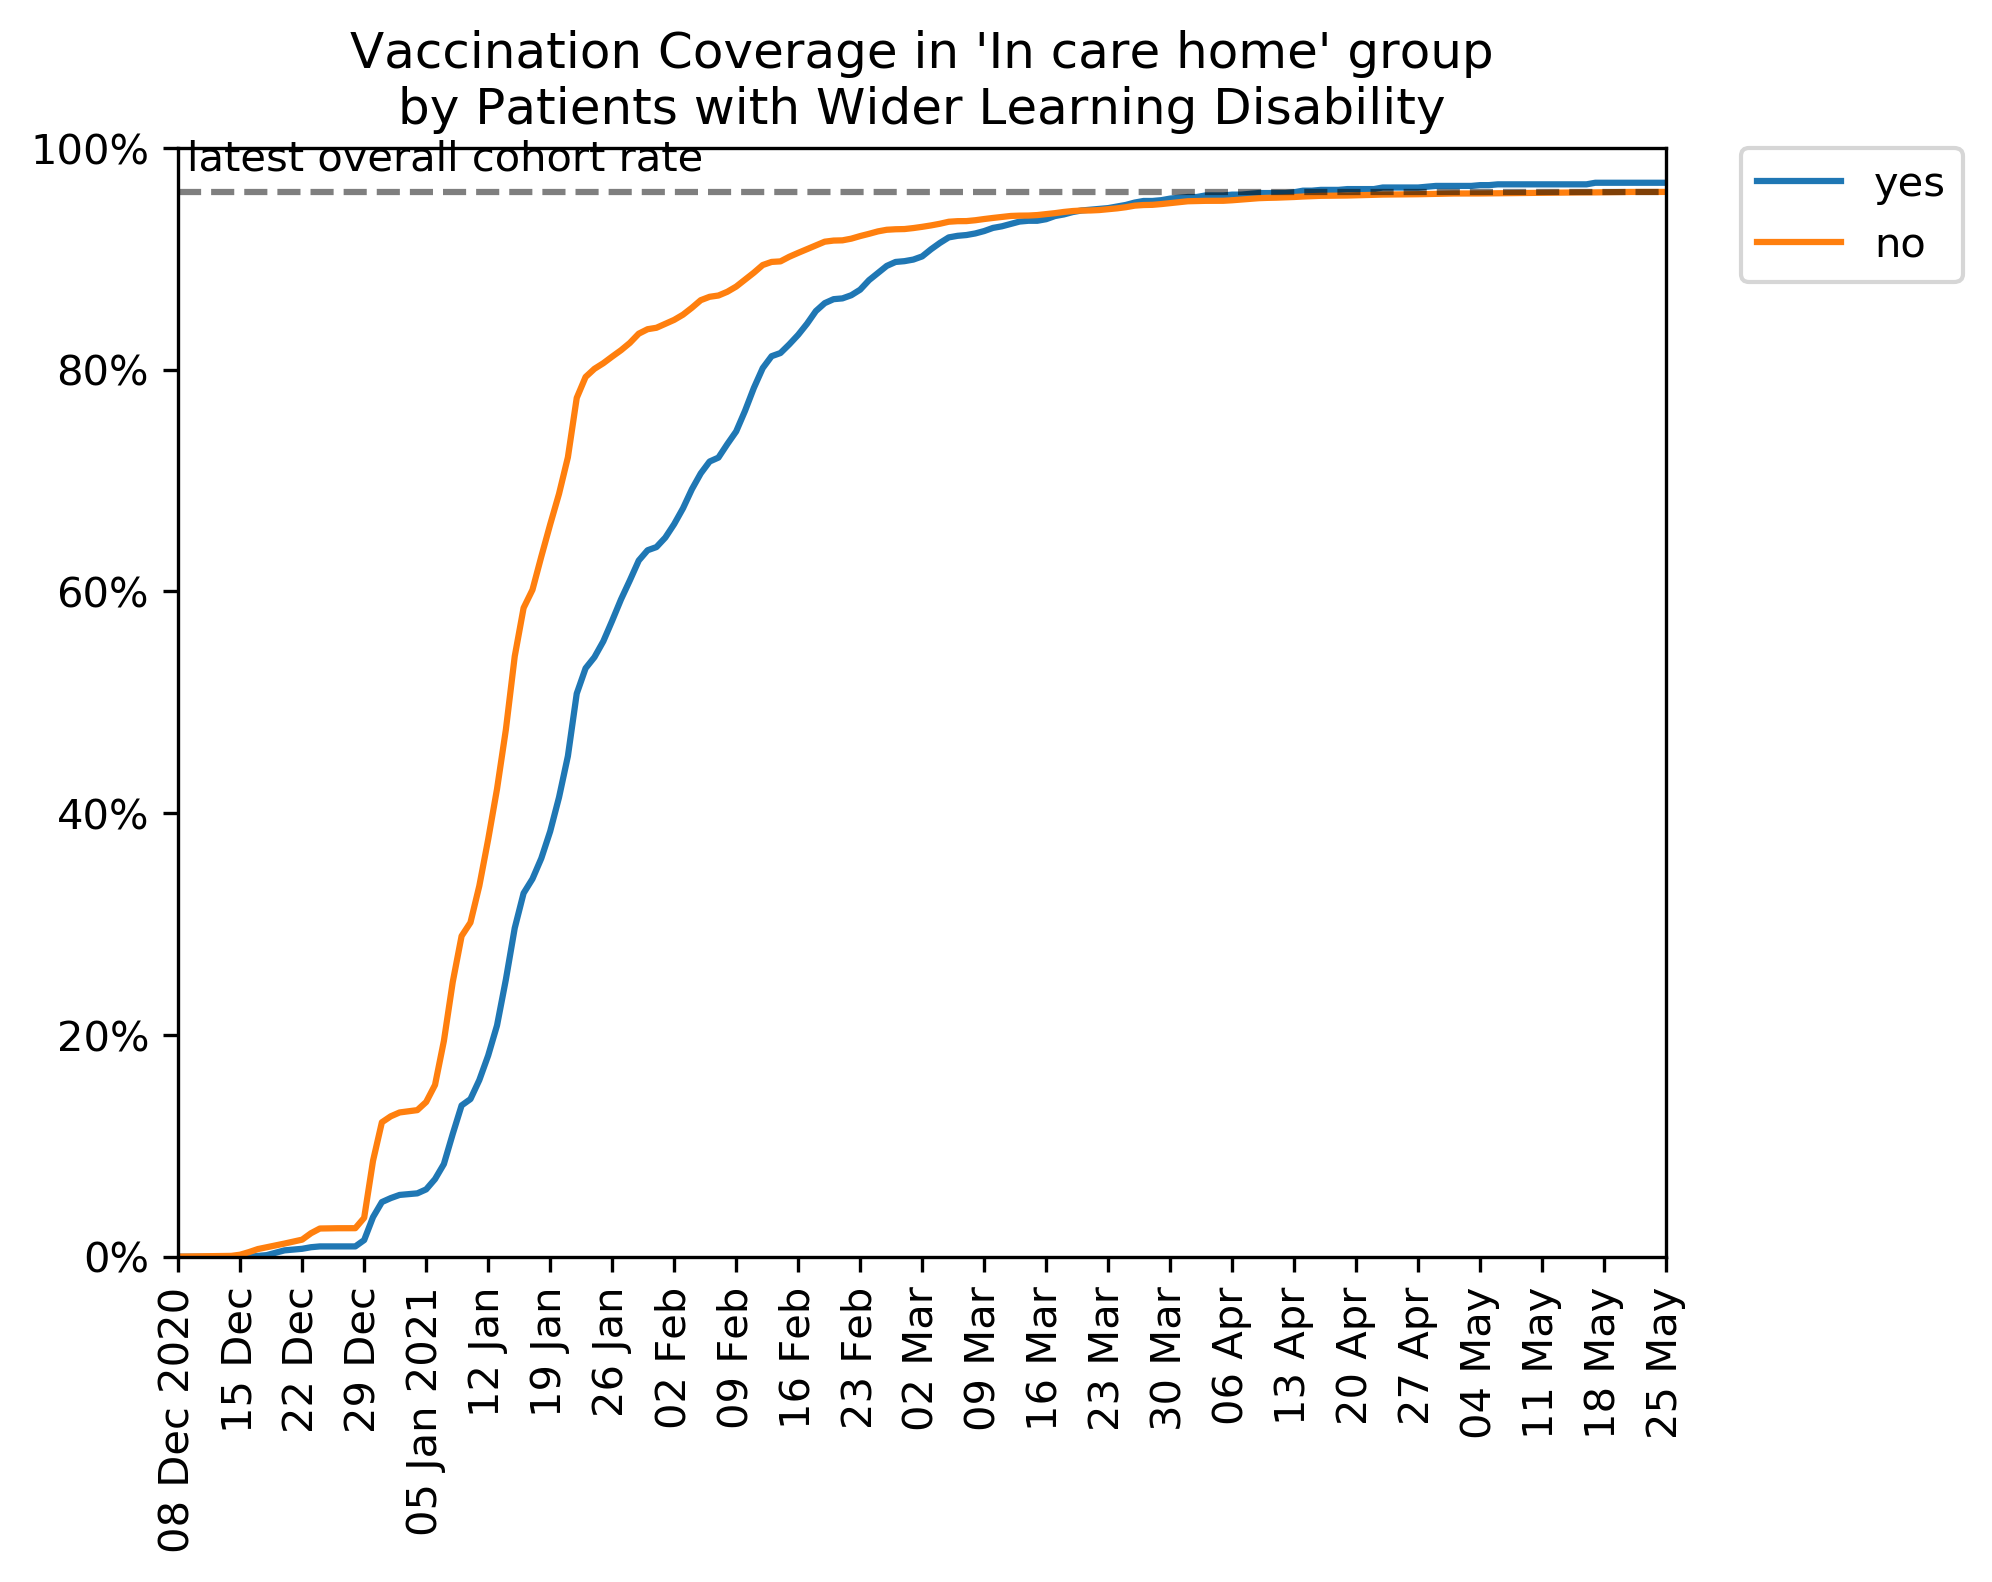 Vaccination Coverage in 'In care home' group
by Patients with Wider Learning Disability
100%
latest overall cohort rate
yes
no
80%
60%
40%
20%
0%
08 Dec 2020
15 Dec
22 Dec
29 Dec
05 Jan 2021
12 Jan
19 Jan
26 Jan
02 Feb
09 Feb
16 Feb
23 Feb
02 Mar
09 Mar
16 Mar
23 Mar
30 Mar
06 Apr
13 Apr
20 Apr
27 Apr
04 May
11 May
18 May
25 May